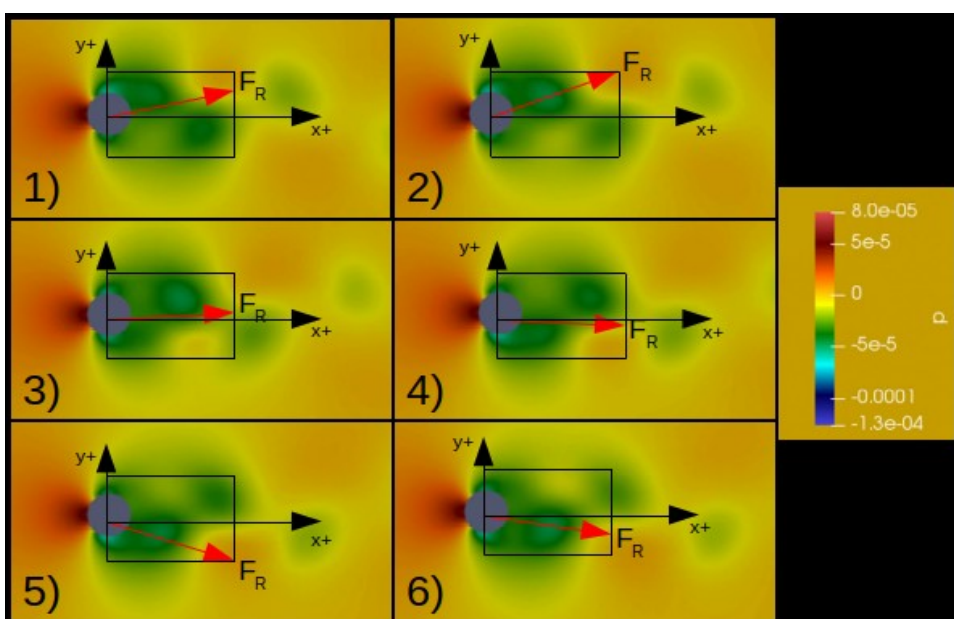 y+
F_R
x+
1)
y+
F_R
x+
2)
y+
F_R
x+
3)
y+
F_R
x+
4)
y+
F_R
x+
5)
y+
F_R
x+
6)
8.0e-05
5e-5
0
-5e-5
-0.0001
-1.3e-04
p